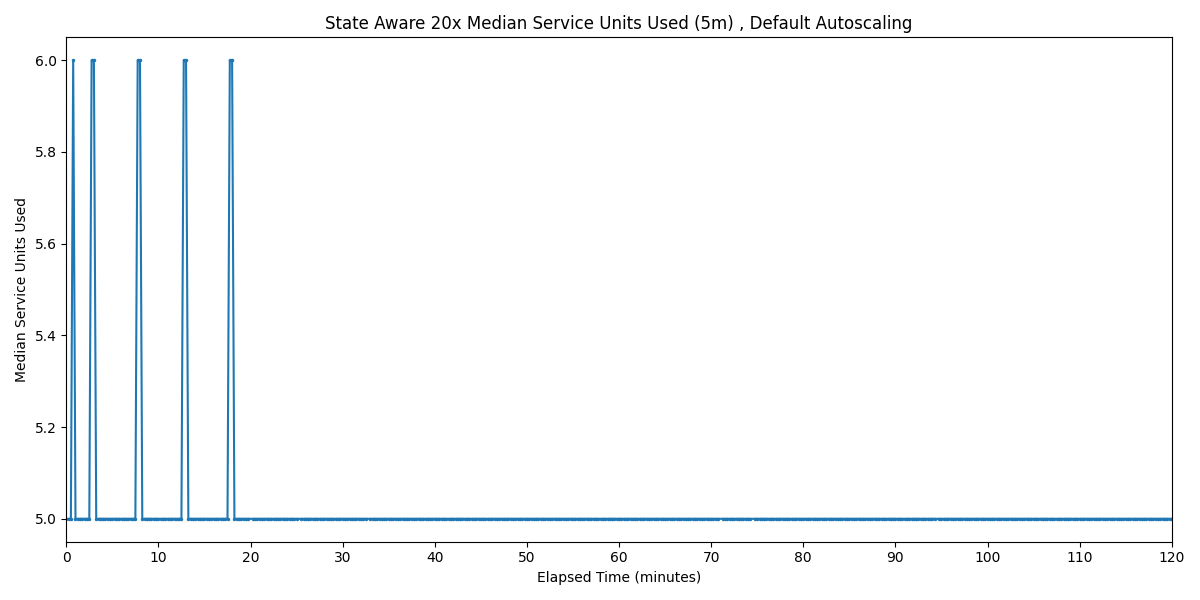 State Aware 20x Median Service Units Used (5m) , Default Autoscaling
Median Service Units Used
6.0
5.8
5.6
5.4
5.2
5.0
0 10 20 30 40 50 60 70 80 90 100 110 120
Elapsed Time (minutes)